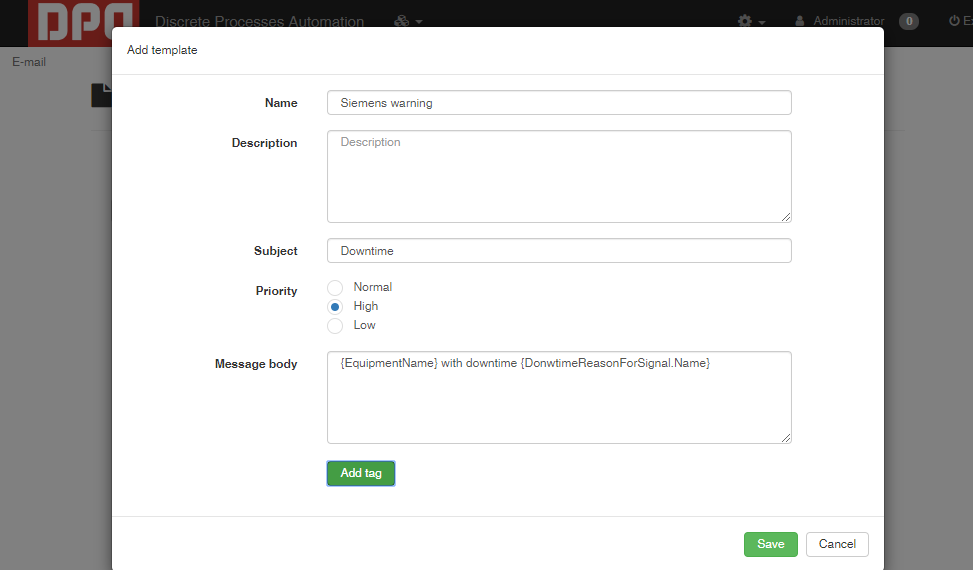 DPA Discrete Processes Automation Administrator 0
E-mail
Add template
Name Siemens warning
Description Description
Subject Downtime
Priority Normal
High
Low
Message body {EquipmentName} with downtime {DonwtimeReasonForSignal.Name}
Add tag
Save Cancel